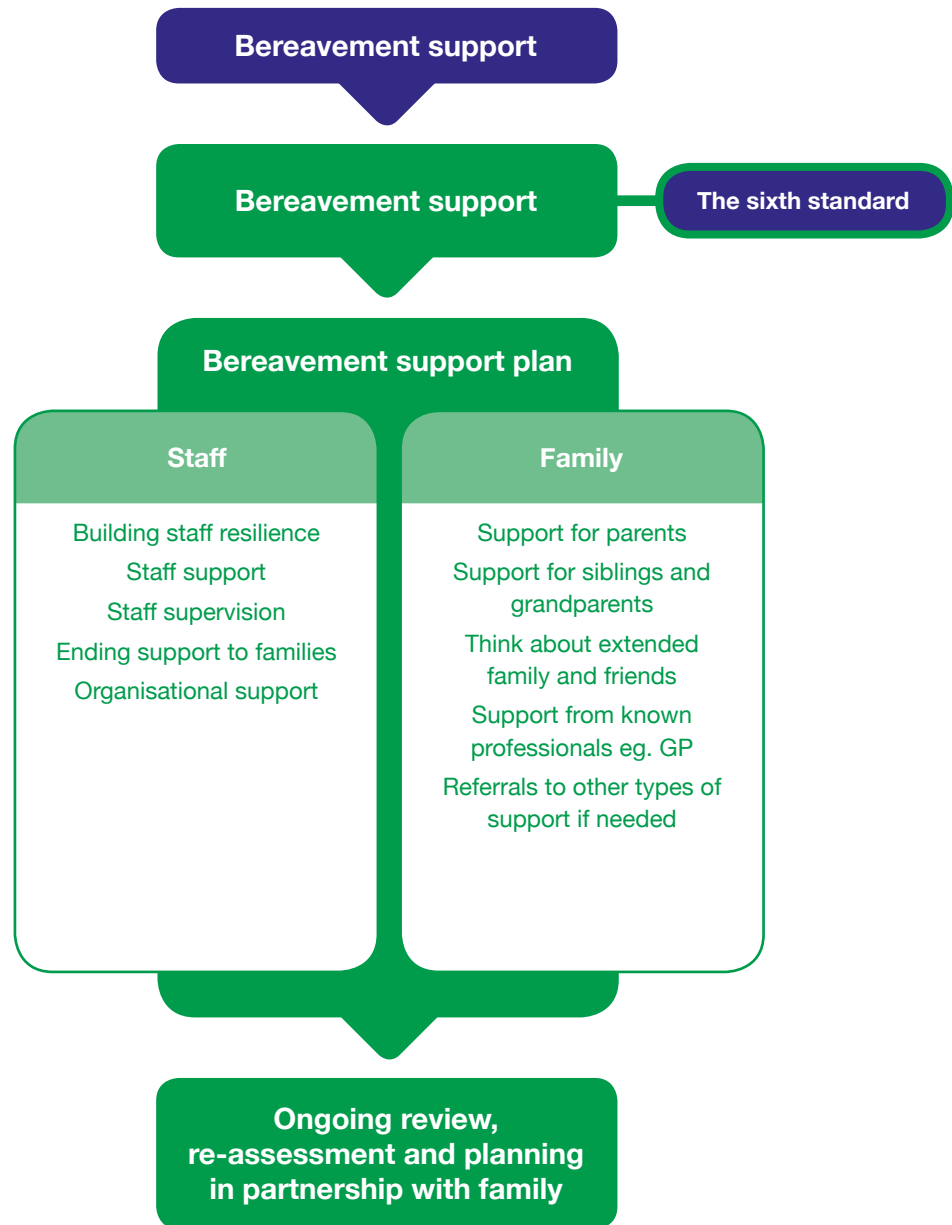 Bereavement support
Bereavement support
The sixth standard
Bereavement support plan
Staff
Building staff resilience
Staff support
Staff supervision
Ending support to families
Organisational support
Family
Support for parents
Support for siblings and
grandparents
Think about extended
family and friends
Support from known
professionals eg. GP
Referrals to other types of
support if needed
Ongoing review,
re-assessment and planning
in partnership with family